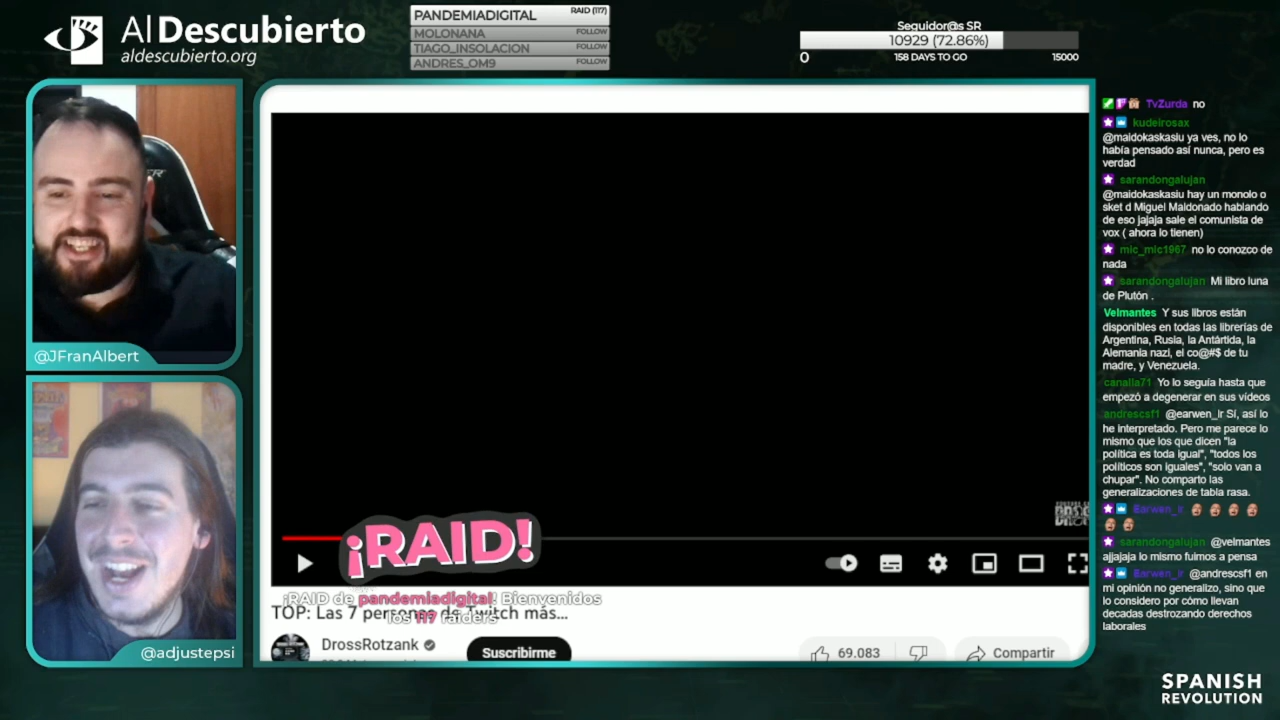 Al Descubierto
aldescubierto.org
PANDEMIADIGITAL RAID (117)
MOLONANA FOLLOW
TIAGO_INSOLACION FOLLOW
ANDRES_OM9 FOLLOW
Seguidor@s SR
10929 (72.86%)
0 158 DAYS TO GO 15000
@JFranAlbert
@adjustepsi
¡RAID!
¡RAID de pandemiadigital! Bienvenidos
los 117 raiders
TOP: Las 7 personas de Twitch más...
DrossRotzank
Suscribirme
69.083
Compartir
TvZurda no
kudeirosax
@maidokaskasiu ya ves, no lo
había pensado así nunca, pero es
verdad
sarandongalujan
@maidokaskasiu hay un monolo o
sket d Miguel Maldonado hablando
de eso jajaja sale el comunista de
vox ( ahora lo tienen)
mic_mic1967 no lo conozco de
nada
sarandongalujan Mi libro luna
de Plutón .
Velmantes Y sus libros están
disponibles en todas las librerías de
Argentina, Rusia, la Antártida, la
Alemania nazi, el co@#$ de tu
madre, y Venezuela.
canalla71 Yo lo seguía hasta que
empezó a degenerar en sus vídeos
andrescsf1 @earwen_ir Sí, así lo
he interpretado. Pero me parece lo
mismo que los que dicen "la
política es toda igual", "todos los
políticos son iguales", "solo van a
chupar". No comparto las
generalizaciones de tabla rasa.
Earwen_ir
sarandongalujan @velmantes
ajjajaja lo mismo fuimos a pensa
Earwen_ir @andrescsf1 en
mi opinión no generalizo, sino que
lo considero por cómo llevan
decadas destrozando derechos
laborales
SPANISH
REVOLUTION